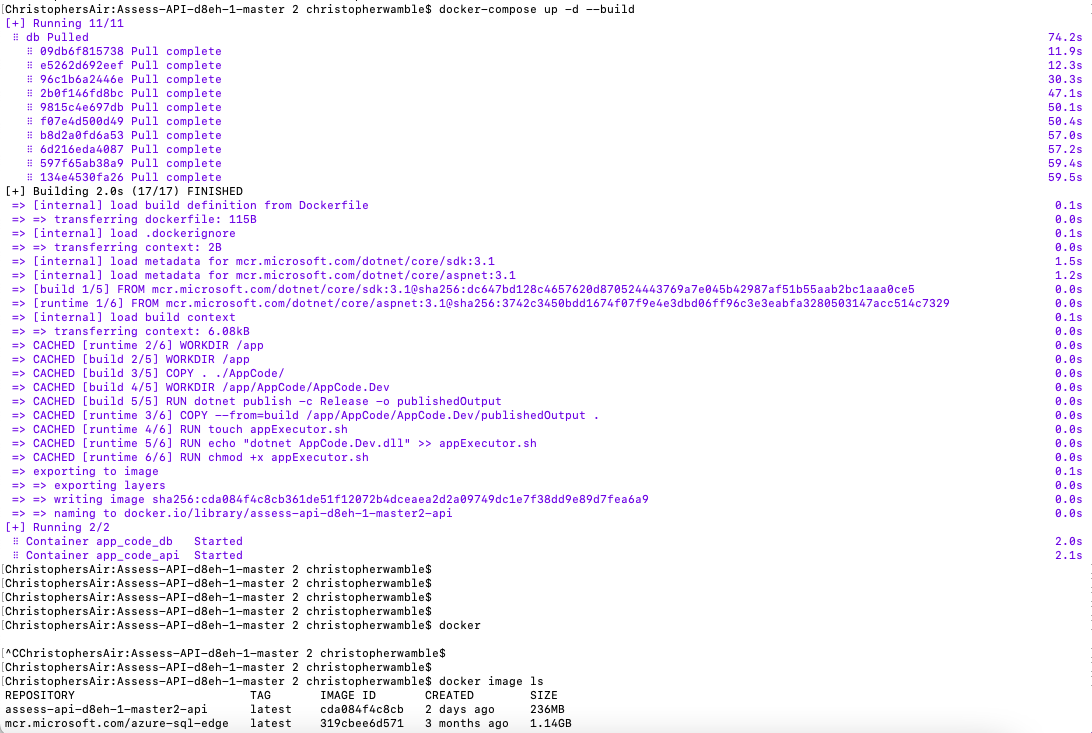 [ChristophersAir:Assess-API-d8eh-1-master 2 christopherwamble$ docker-compose up -d --build
[+] Running 11/11
⠿ db Pulled 74.2s
⠿ 09db6f815738 Pull complete 11.9s
⠿ e5262d692eef Pull complete 12.3s
⠿ 96c1b6a2446e Pull complete 30.3s
⠿ 2b0f146fd8bc Pull complete 47.1s
⠿ 9815c4e697db Pull complete 50.1s
⠿ f07e4d500d49 Pull complete 50.4s
⠿ b8d2a0fd6a53 Pull complete 57.0s
⠿ 6d216eda4087 Pull complete 57.2s
⠿ 597f65ab38a9 Pull complete 59.4s
⠿ 134e4530fa26 Pull complete 59.5s
[+] Building 2.0s (17/17) FINISHED
=> [internal] load build definition from Dockerfile 0.1s
=> => transferring dockerfile: 115B 0.0s
=> [internal] load .dockerignore 0.1s
=> => transferring context: 2B 0.0s
=> [internal] load metadata for mcr.microsoft.com/dotnet/core/sdk:3.1 1.5s
=> [internal] load metadata for mcr.microsoft.com/dotnet/core/aspnet:3.1 1.2s
=> [build 1/5] FROM mcr.microsoft.com/dotnet/core/sdk:3.1@sha256:dc647bd128c4657620d870524443769a7e045b42987af51b55aab2bc1aaa0ce5 0.0s
=> [runtime 1/6] FROM mcr.microsoft.com/dotnet/core/aspnet:3.1@sha256:3742c3450bdd1674f07f9e4e3dbd06ff96c3e3eabfa3280503147acc514c7329 0.0s
=> [internal] load build context 0.1s
=> => transferring context: 6.08kB 0.0s
=> CACHED [runtime 2/6] WORKDIR /app 0.0s
=> CACHED [build 2/5] WORKDIR /app 0.0s
=> CACHED [build 3/5] COPY . ./AppCode/ 0.0s
=> CACHED [build 4/5] WORKDIR /app/AppCode/AppCode.Dev 0.0s
=> CACHED [build 5/5] RUN dotnet publish -c Release -o publishedOutput 0.0s
=> CACHED [runtime 3/6] COPY --from=build /app/AppCode/AppCode.Dev/publishedOutput . 0.0s
=> CACHED [runtime 4/6] RUN touch appExecutor.sh 0.0s
=> CACHED [runtime 5/6] RUN echo "dotnet AppCode.Dev.dll" >> appExecutor.sh 0.0s
=> CACHED [runtime 6/6] RUN chmod +x appExecutor.sh 0.0s
=> exporting to image 0.1s
=> => exporting layers 0.0s
=> => writing image sha256:cda084f4c8cb361de51f12072b4dceaea2d2a09749dc1e7f38dd9e89d7fea6a9 0.0s
=> => naming to docker.io/library/assess-api-d8eh-1-master2-api 0.0s
[+] Running 2/2
⠿ Container app_code_db Started 2.0s
⠿ Container app_code_api Started 2.1s
[ChristophersAir:Assess-API-d8eh-1-master 2 christopherwamble$
[ChristophersAir:Assess-API-d8eh-1-master 2 christopherwamble$
[ChristophersAir:Assess-API-d8eh-1-master 2 christopherwamble$
[ChristophersAir:Assess-API-d8eh-1-master 2 christopherwamble$
[ChristophersAir:Assess-API-d8eh-1-master 2 christopherwamble$ docker
[^CChristophersAir:Assess-API-d8eh-1-master 2 christopherwamble$
[ChristophersAir:Assess-API-d8eh-1-master 2 christopherwamble$
[ChristophersAir:Assess-API-d8eh-1-master 2 christopherwamble$ docker image ls
REPOSITORY TAG IMAGE ID CREATED SIZE
assess-api-d8eh-1-master2-api latest cda084f4c8cb 2 days ago 236MB
mcr.microsoft.com/azure-sql-edge latest 319cbee6d571 3 months ago 1.14GB